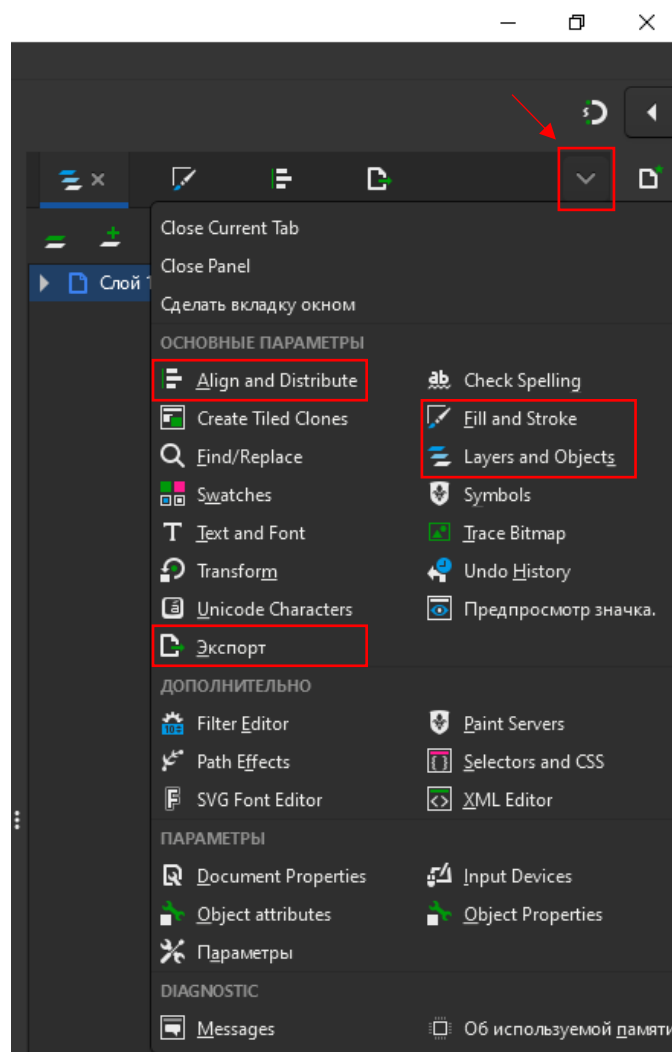 Слой 1
Close Current Tab
Close Panel
Сделать вкладку окном
ОСНОВНЫЕ ПАРАМЕТРЫ
Align and Distribute
Check Spelling
Create Tiled Clones
Fill and Stroke
Find/Replace
Layers and Objects
Swatches
Symbols
Text and Font
Trace Bitmap
Transform
Undo History
Unicode Characters
Предпросмотр значка.
Экспорт
ДОПОЛНИТЕЛЬНО
Filter Editor
Paint Servers
Path Effects
Selectors and CSS
SVG Font Editor
XML Editor
ПАРАМЕТРЫ
Document Properties
Input Devices
Object attributes
Object Properties
Параметры
DIAGNOSTIC
Messages
Об используемой памяти